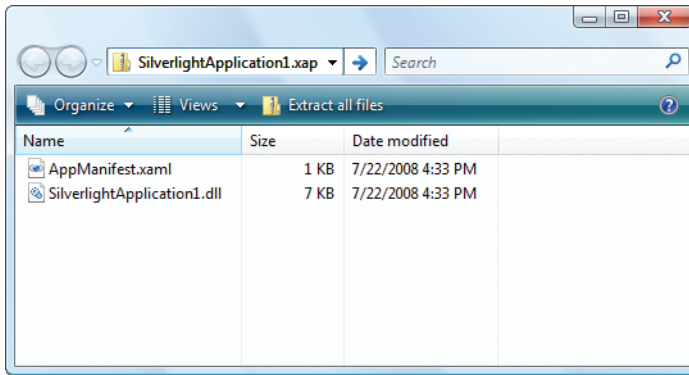 SilverlightApplication1.xap
Search
Organize Views Extract all files
Name Size Date modified
AppManifest.xaml 1 KB 7/22/2008 4:33 PM
SilverlightApplication1.dll 7 KB 7/22/2008 4:33 PM